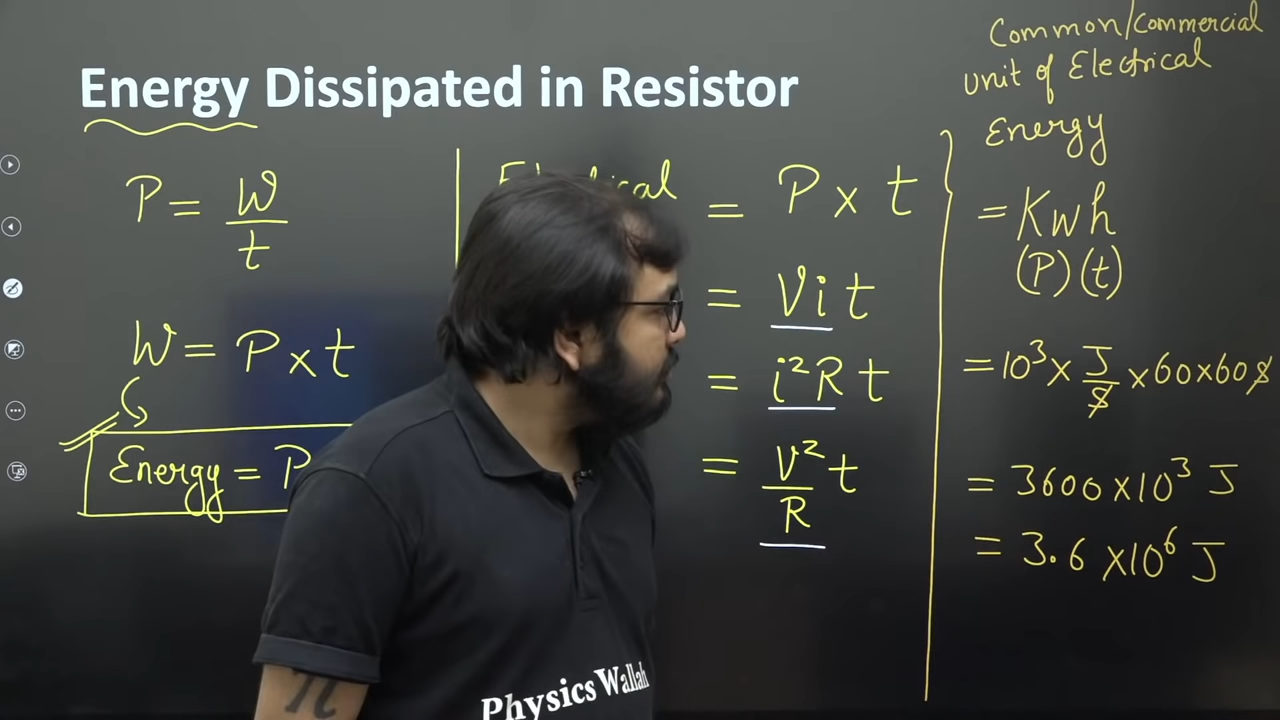 Energy Dissipated in Resistor
P = W/t
W = P x t
Energy = P
= P x t
= Vit
= i²Rt
= V²/R t
Common/Commercial
unit of Electrical
Energy
= Kwh
(P)(t)
= 10³ x J/s x 60 x 60 s
= 3600 x 10³ J
= 3.6 x 10⁶ J
Physics Wallah
π